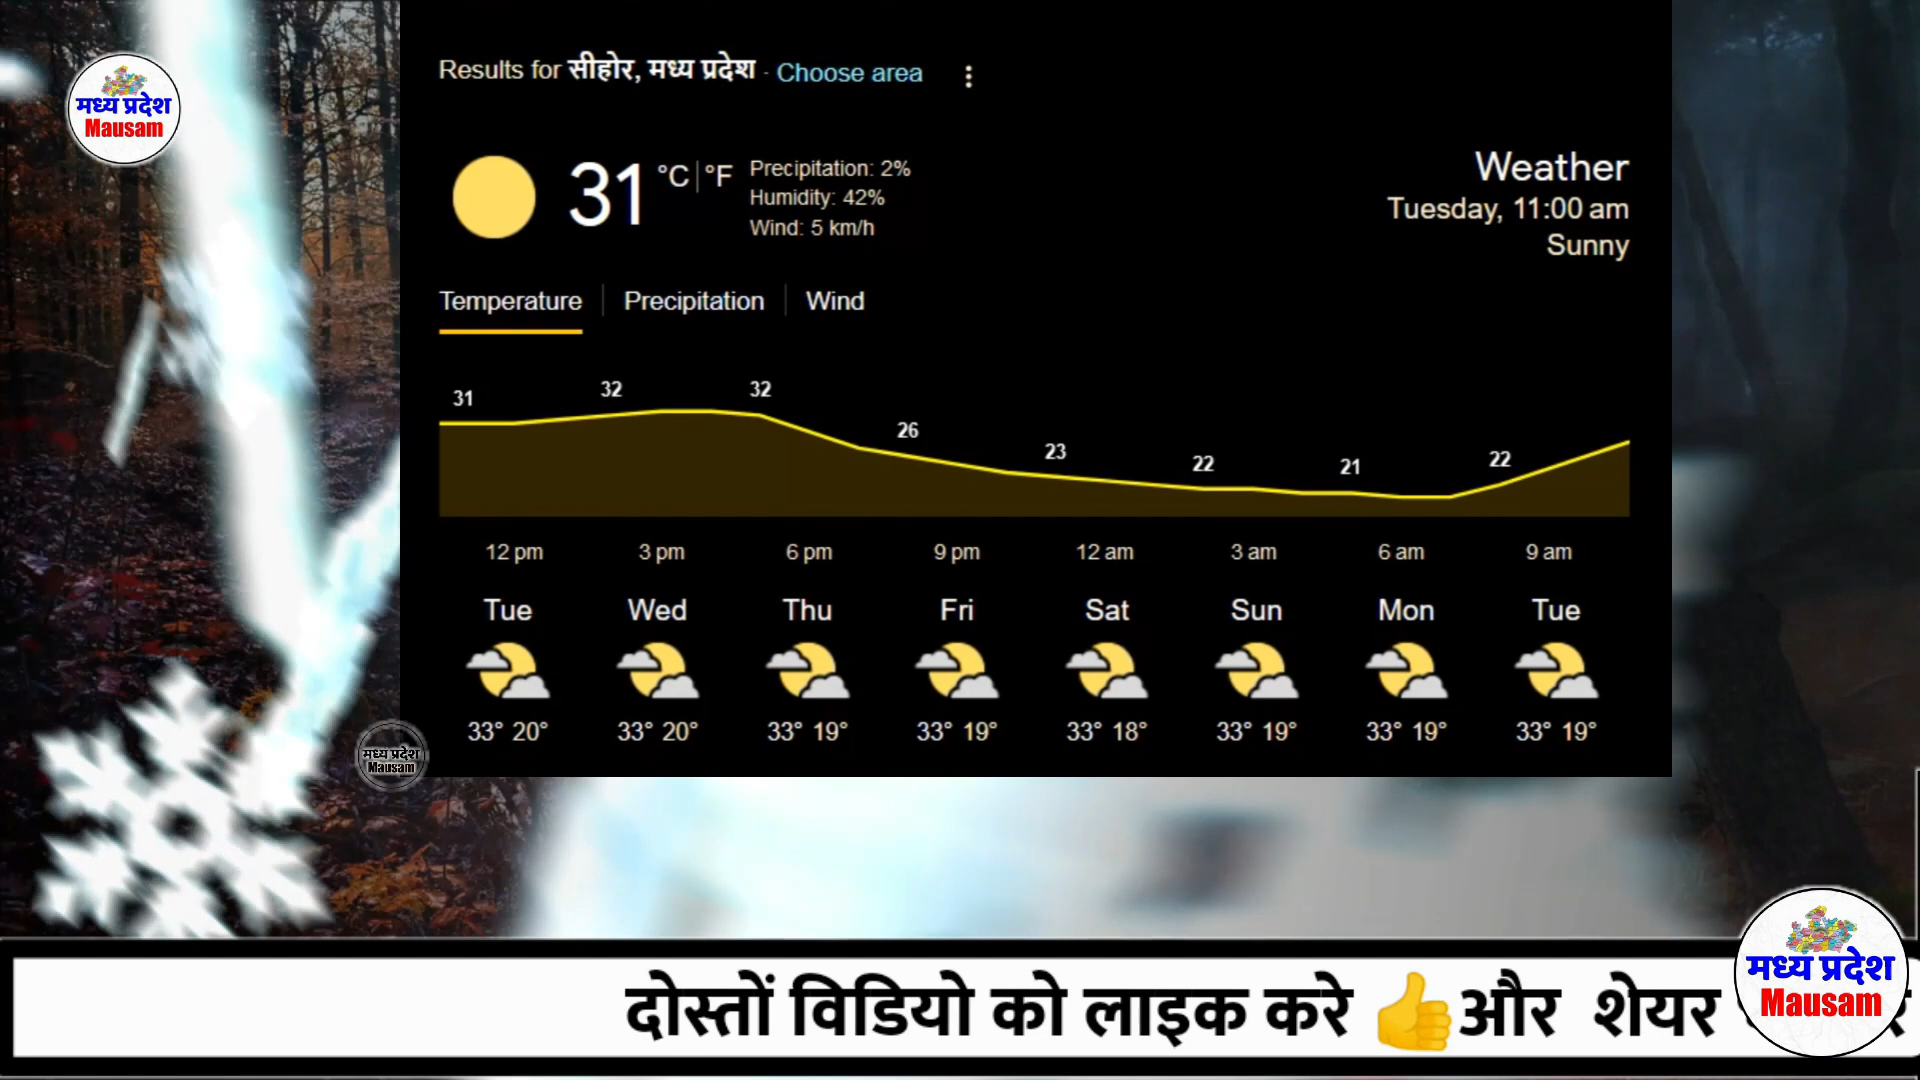 मध्य प्रदेश
Mausam
Results for सीहोर, मध्य प्रदेश · Choose area
31 °C | °F
Precipitation: 2%
Humidity: 42%
Wind: 5 km/h
Weather
Tuesday, 11:00 am
Sunny
Temperature Precipitation Wind
31 32 32 26 23 22 21 22
12 pm 3 pm 6 pm 9 pm 12 am 3 am 6 am 9 am
Tue Wed Thu Fri Sat Sun Mon Tue
33° 20° 33° 20° 33° 19° 33° 19° 33° 18° 33° 19° 33° 19° 33° 19°
मध्य प्रदेश
Mausam
दोस्तों विडियो को लाइक करे 👍और शेयर
मध्य प्रदेश
Mausam